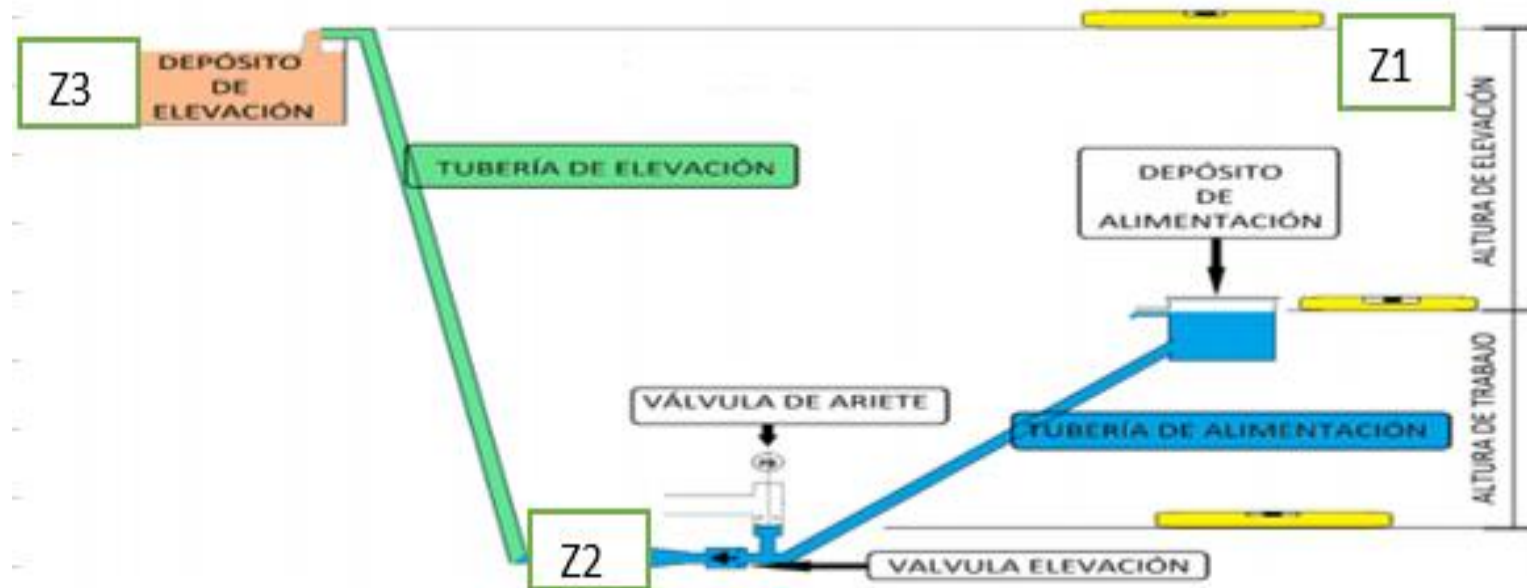 Z3
DEPÓSITO
DE
ELEVACIÓN
Z1
TUBERÍA DE ELEVACIÓN
DEPÓSITO
DE
ALIMENTACIÓN
ALTURA DE ELEVACIÓN
VÁLVULA DE ARIETE
TUBERÍA DE ALIMENTACIÓN
ALTURA DE TRABAJO
Z2
VALVULA ELEVACIÓN